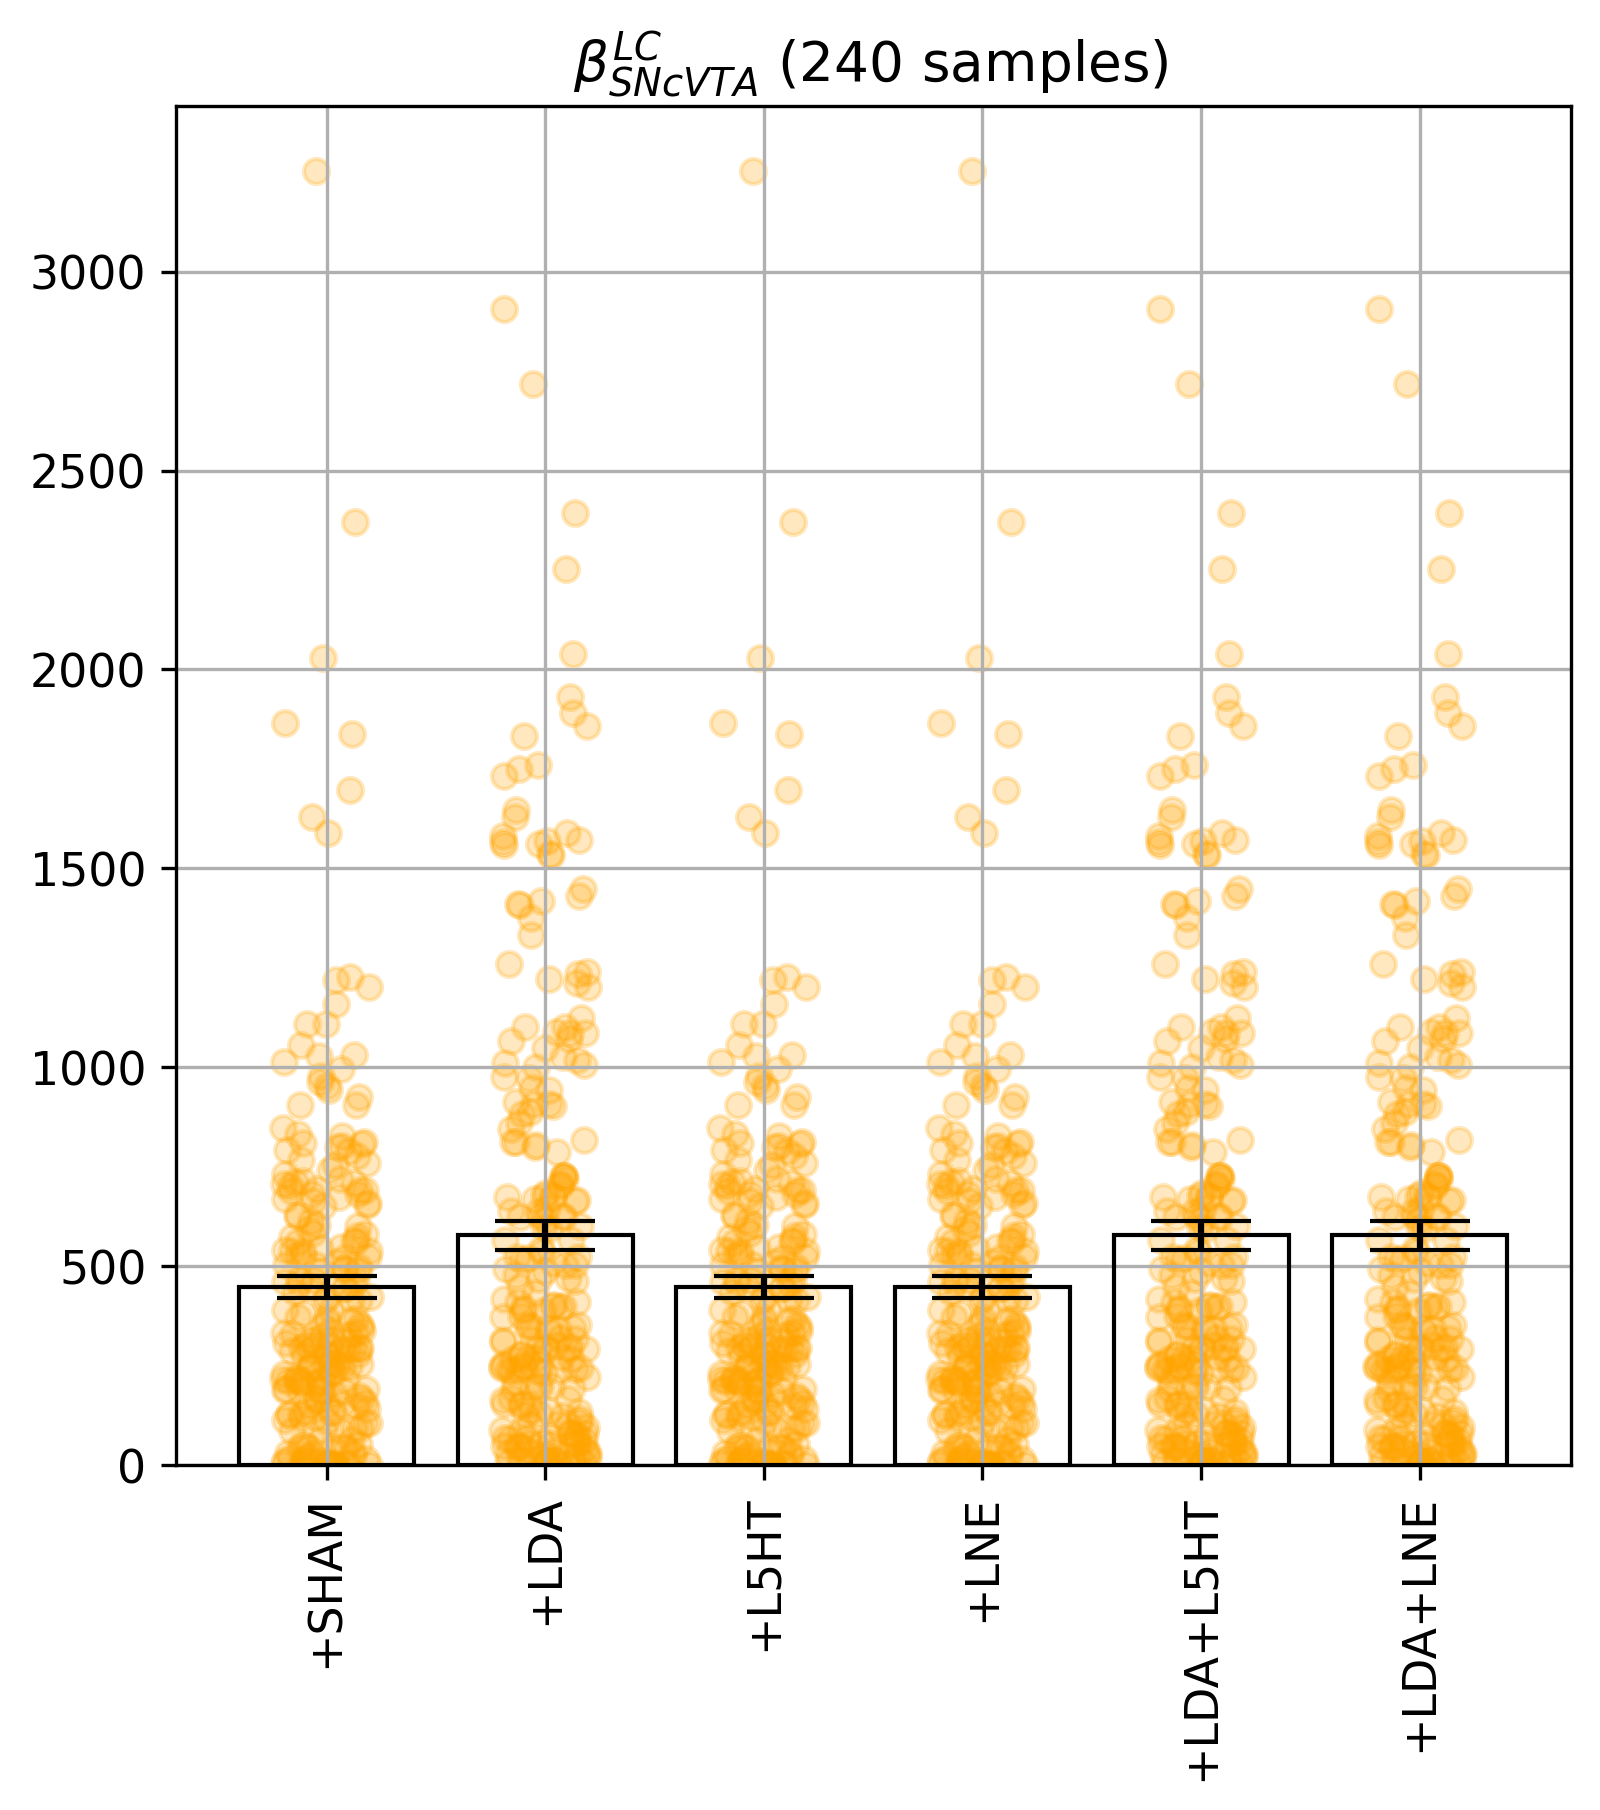 β_{SNcVTA}^{LC} (240 samples)
3000
2500
2000
1500
1000
500
0
+SHAM
+LDA
+L5HT
+LNE
+LDA+L5HT
+LDA+LNE